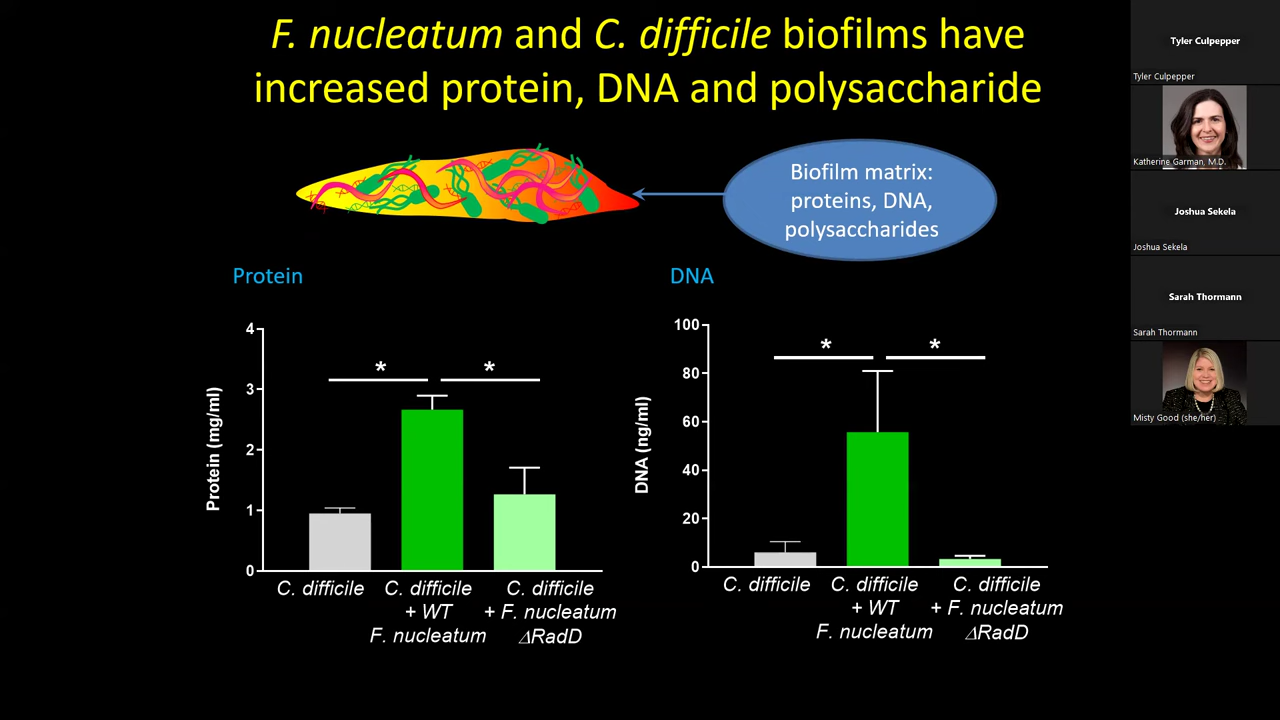 F. nucleatum and C. difficile biofilms have
increased protein, DNA and polysaccharide
Biofilm matrix:
proteins, DNA,
polysaccharides
Protein
4
3
2
1
0
Protein (mg/ml)
*
*
C. difficile
C. difficile
+ WT
F. nucleatum
C. difficile
+ F. nucleatum
ΔRadD
DNA
100
80
60
40
20
0
DNA (ng/ml)
*
*
C. difficile
C. difficile
+ WT
F. nucleatum
C. difficile
+ F. nucleatum
ΔRadD
Tyler Culpepper
Tyler Culpepper
Katherine Garman, M.D.
Joshua Sekela
Joshua Sekela
Sarah Thormann
Sarah Thormann
Misty Good (she/her)